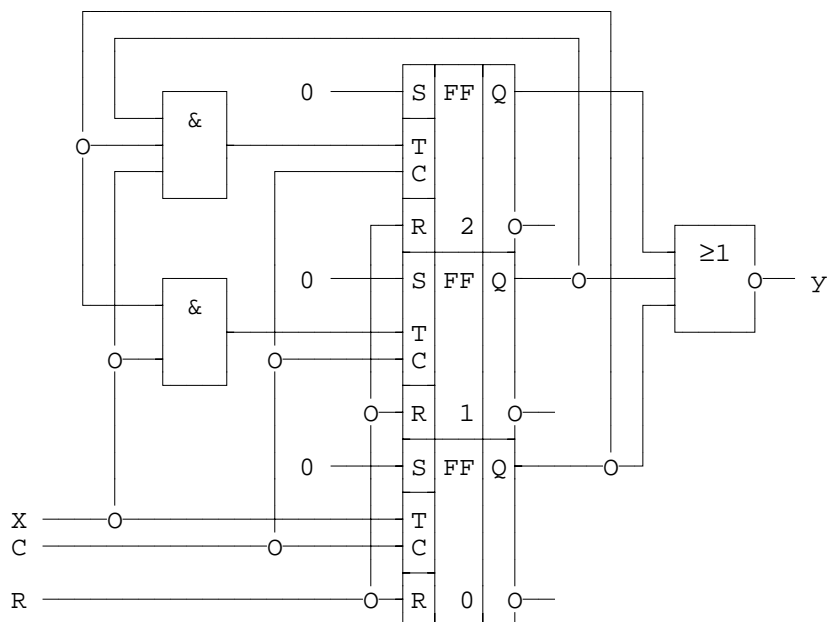 0 S FF Q
& T
C
R 2 ≥1
0 S FF Q y
& T
C
R 1
0 S FF Q
X T
C C
R R 0